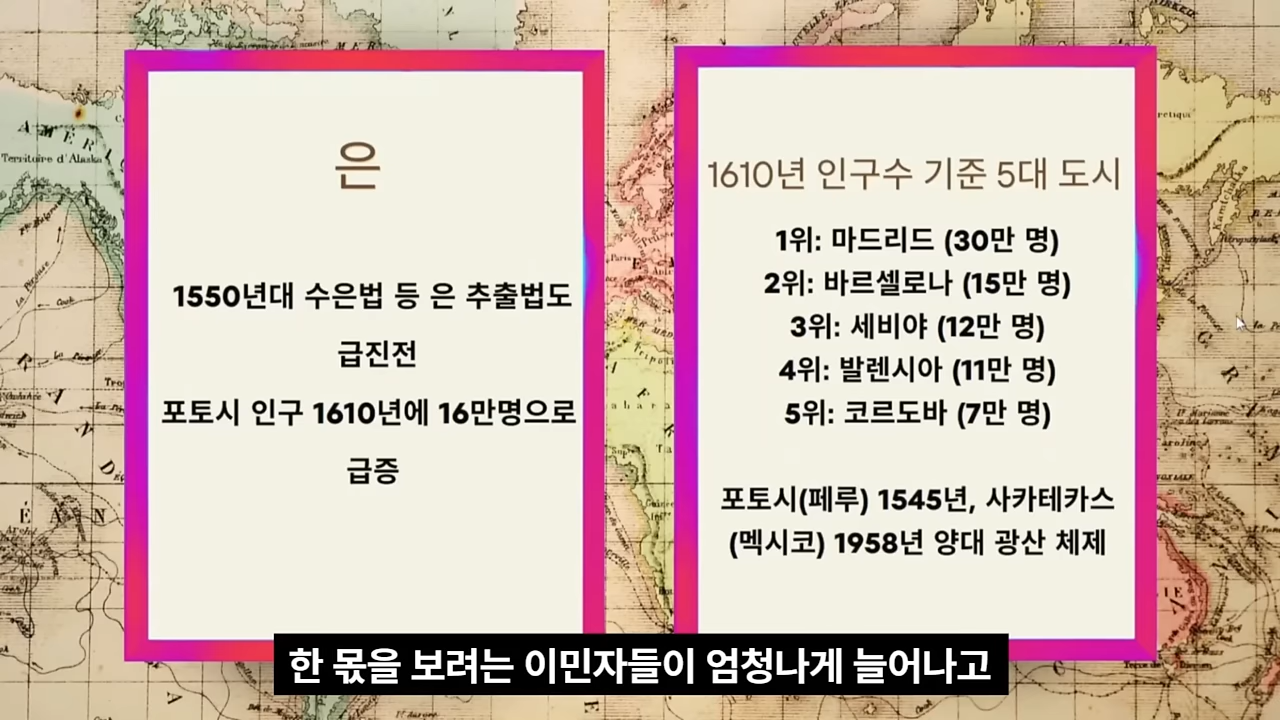 은
1550년대 수은법 등 은 추출법도
급진전
포토시 인구 1610년에 16만명으로
급증
1610년 인구수 기준 5대 도시
1위: 마드리드 (30만 명)
2위: 바르셀로나 (15만 명)
3위: 세비야 (12만 명)
4위: 발렌시아 (11만 명)
5위: 코르도바 (7만 명)
포토시(페루) 1545년, 사카테카스
(멕시코) 1958년 양대 광산 체제
한 몫을 보려는 이민자들이 엄청나게 늘어나고
Territoire d'Alaska